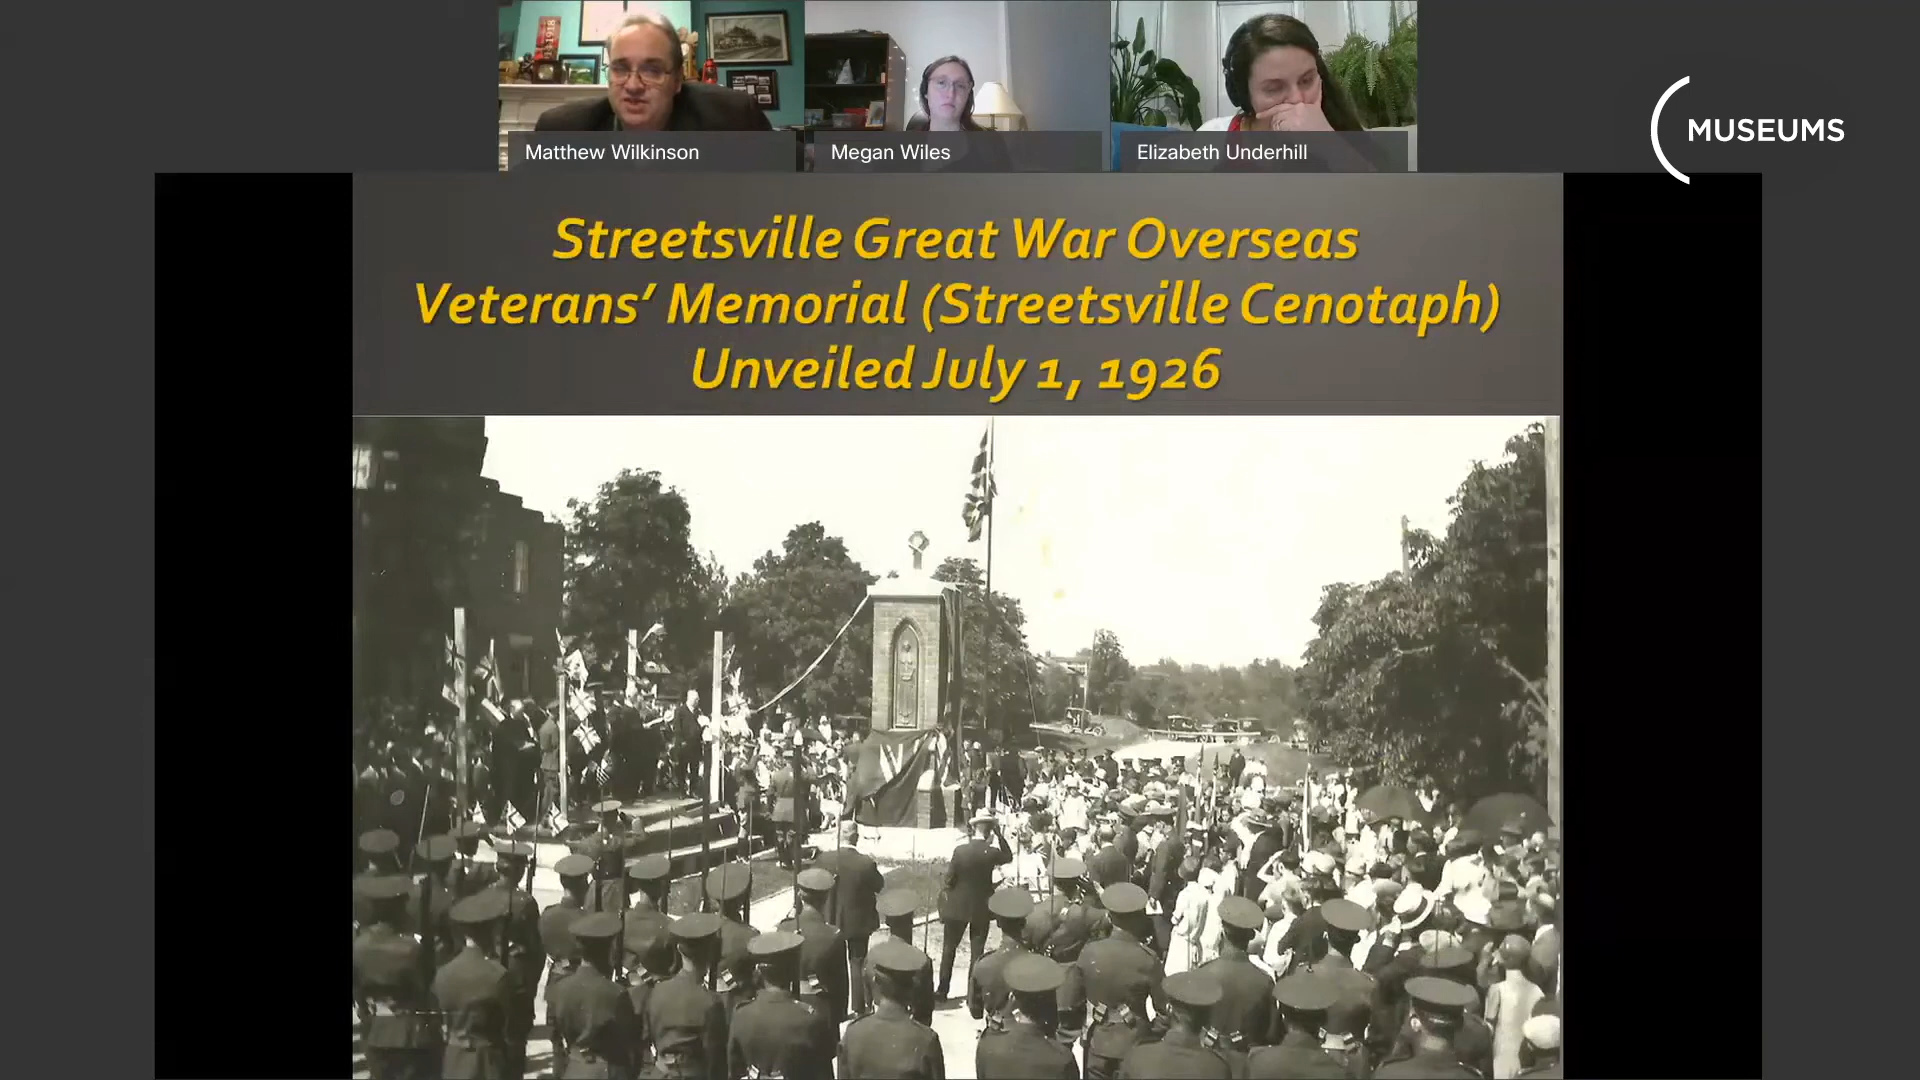 Matthew Wilkinson
Megan Wiles
Elizabeth Underhill
MUSEUMS
Streetsville Great War Overseas
Veterans' Memorial (Streetsville Cenotaph)
Unveiled July 1, 1926